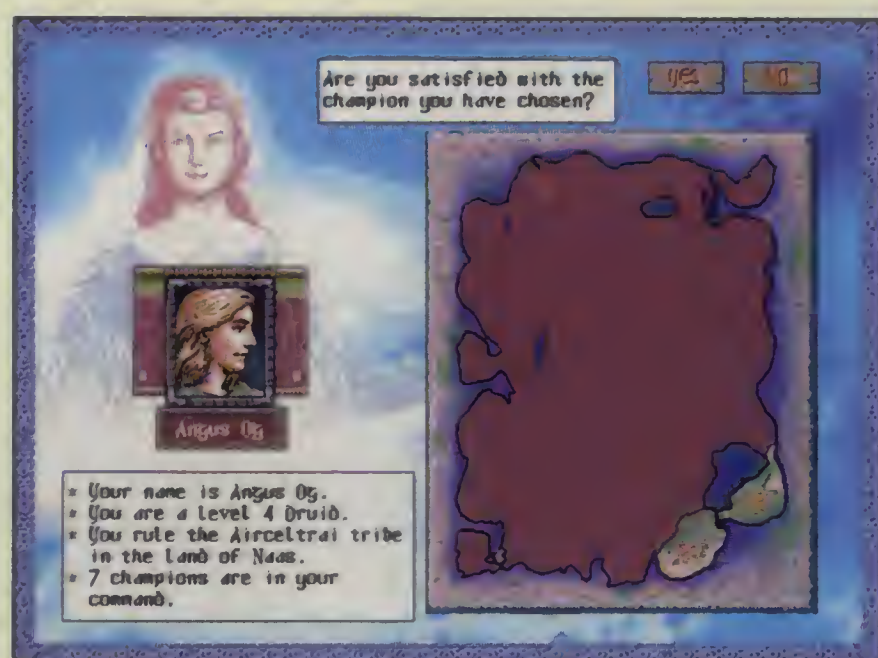 Are you satisfied with the
champion you have chosen?
yes
Angus Og
* Your name is Angus Og.
* You are a level 4 Druid.
* You rule the Airceltrai tribe
in the land of Naas.
* 7 champions are in your
command.